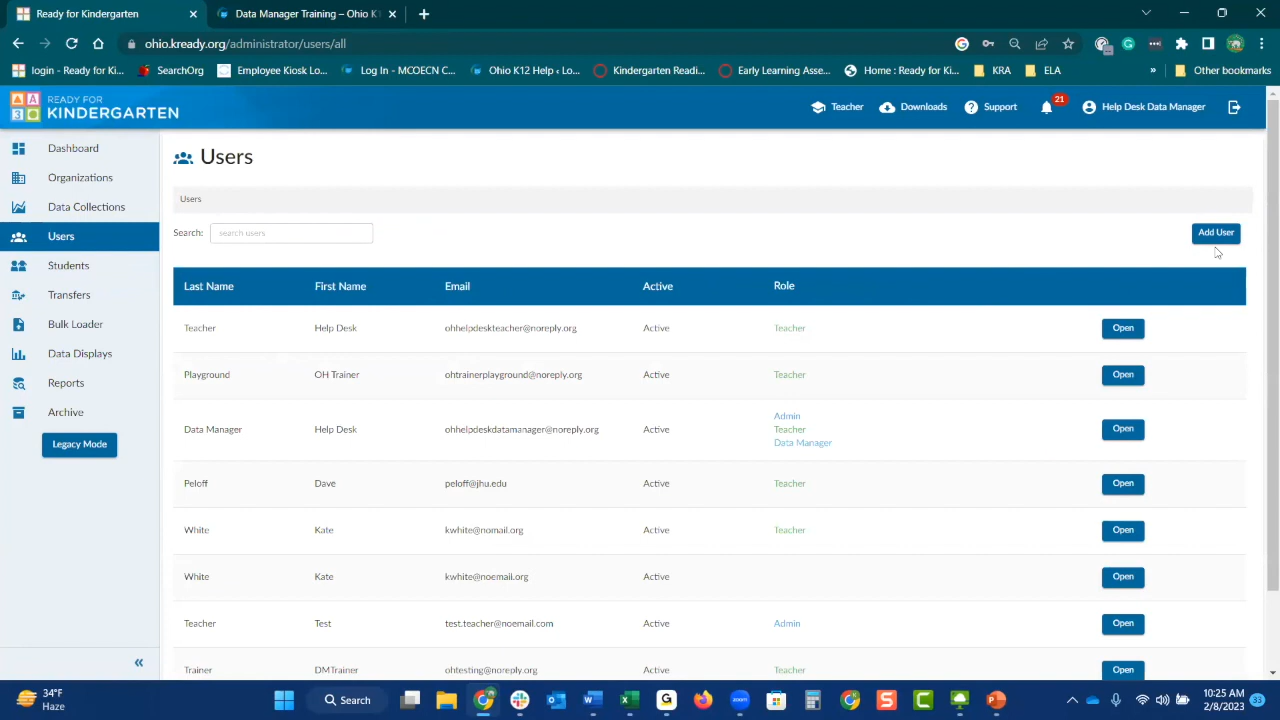 Ready for Kindergarten
Data Manager Training – Ohio K
ohio.kready.org/administrator/users/all
login - Ready for Ki...
SearchOrg
Employee Kiosk Lo...
Log In - MCOECN C...
Ohio K12 Help ‹ Lo...
Kindergarten Readi...
Early Learning Asse...
Home : Ready for Ki...
KRA
ELA
»
Other bookmarks
READY FOR
KINDERGARTEN
Teacher
Downloads
Support
21
Help Desk Data Manager
Dashboard
Organizations
Data Collections
Users
Students
Transfers
Bulk Loader
Data Displays
Reports
Archive
Legacy Mode
«
Users
Users
Search: search users
Add User
Last Name First Name Email Active Role
Teacher Help Desk ohhelpdeskteacher@noreply.org Active Teacher Open
Playground OH Trainer ohtrainerplayground@noreply.org Active Teacher Open
Admin
Data Manager Help Desk ohhelpdeskdatamanager@noreply.org Active Teacher Open
Data Manager
Peloff Dave peloff@jhu.edu Active Teacher Open
White Kate kwhite@nomail.org Active Teacher Open
White Kate kwhite@noemail.org Active Open
Teacher Test test.teacher@noemail.com Active Admin Open
Trainer DMTrainer ohtesting@noreply.org Active Teacher Open
34°F
Haze
Search
10:25 AM
2/8/2023
33